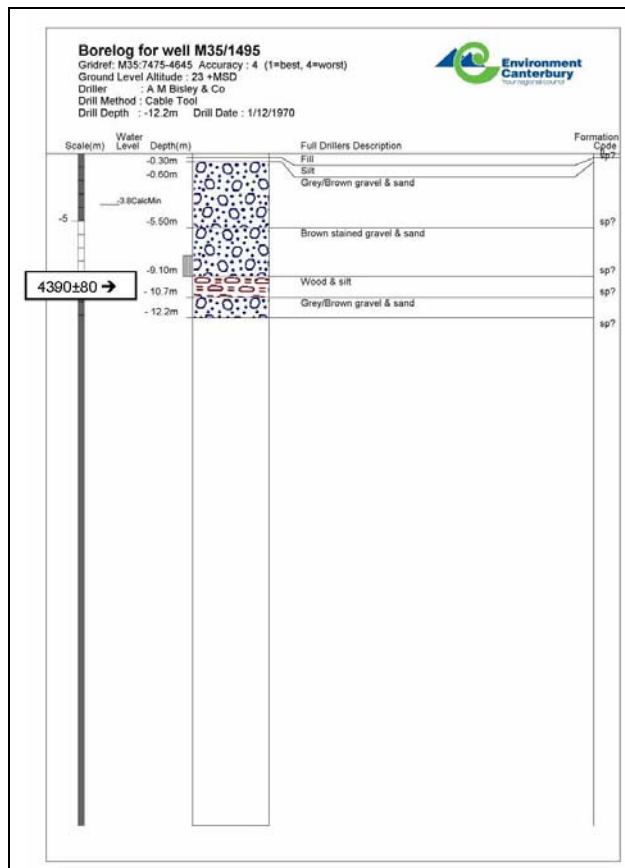 Borelog for well M35/1495
Gridref: M35:7475-4645 Accuracy : 4 (1=best, 4=worst)
Ground Level Altitude : 23 +MSD
Driller : A M Bisley & Co
Drill Method : Cable Tool
Drill Depth : -12.2m Drill Date : 1/12/1970
Environment
Canterbury
Your regional council
Scale(m) Water Level Depth(m) Full Drillers Description Formation Code
-0.30m Fill
-0.60m Silt sp?
Grey/Brown gravel & sand
-3.8CalcMin
-5
-5.50m sp?
Brown stained gravel & sand
-9.10m sp?
Wood & silt
4390±80 →
-10.7m sp?
Grey/Brown gravel & sand
-12.2m
sp?